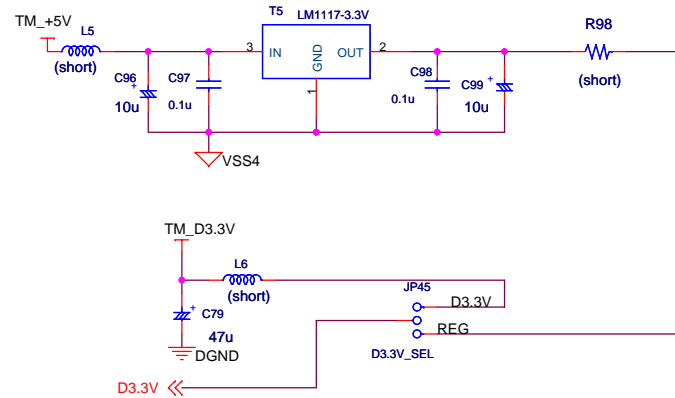 TM_+5V
L5
(short)
C96
+
10u
C97
0.1u
T5
LM1117-3.3V
3
IN
GND
OUT
2
1
C98
0.1u
C99
+
10u
R98
(short)
VSS4
TM_D3.3V
L6
(short)
+
C79
47u
DGND
JP45
D3.3V
REG
D3.3V_SEL
D3.3V